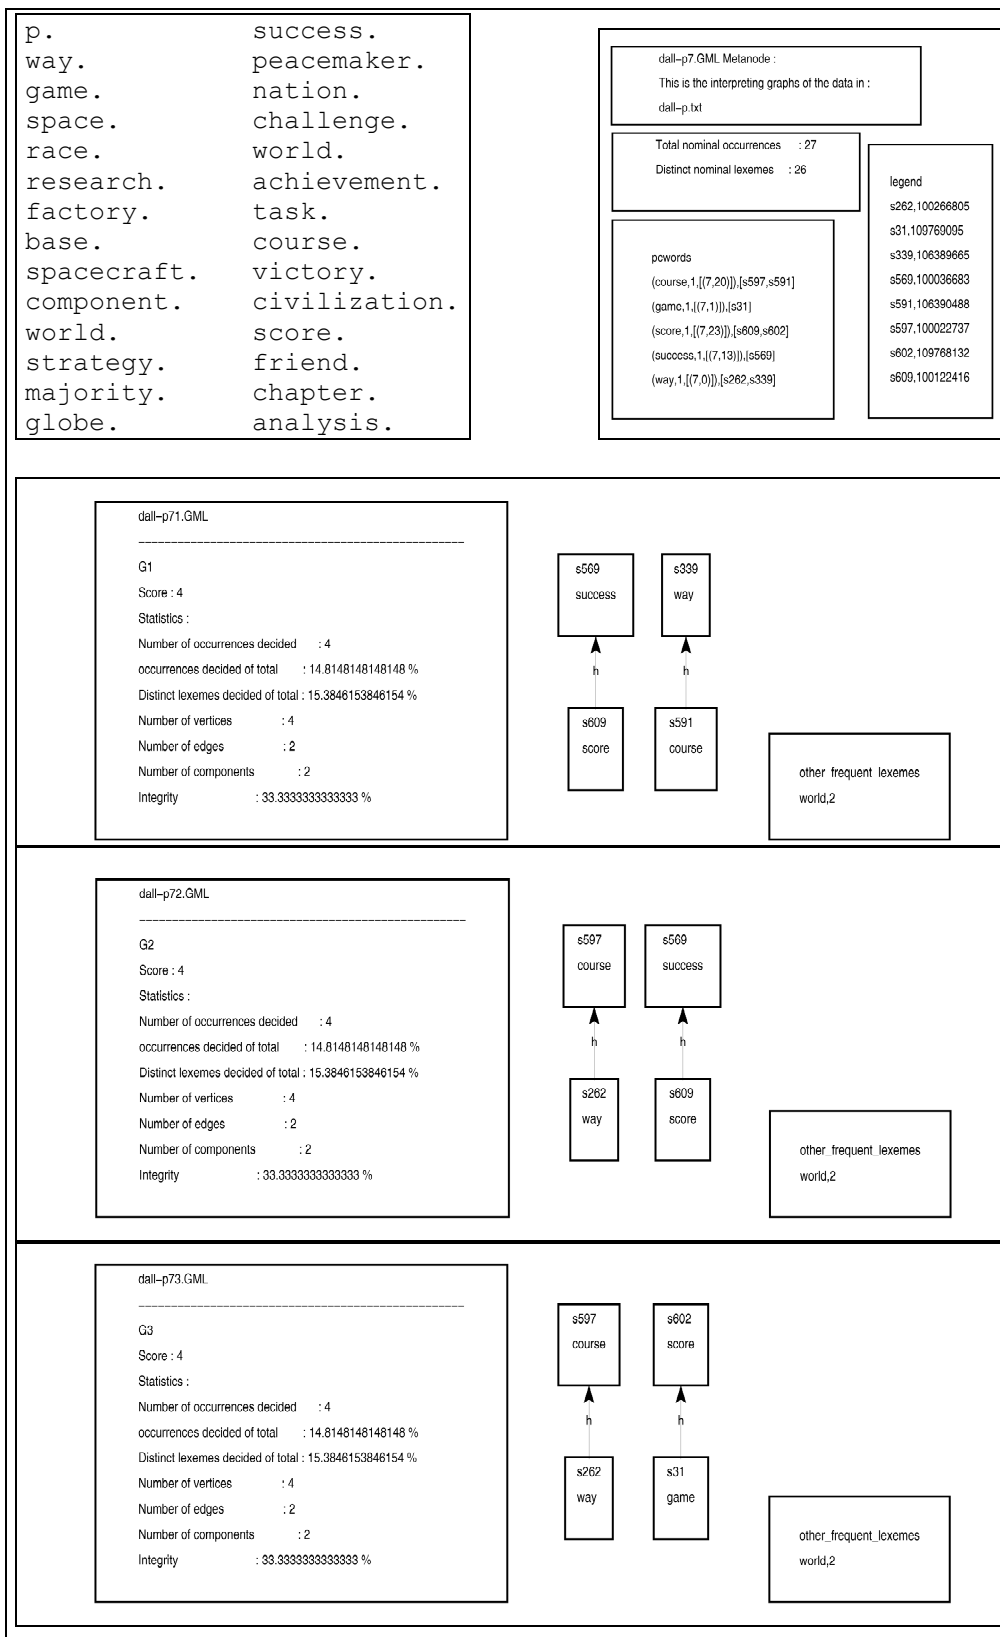 p.
way.
game.
space.
race.
research.
factory.
base.
spacecraft.
component.
world.
strategy.
majority.
globe.
success.
peacemaker.
nation.
challenge.
world.
achievement.
task.
course.
victory.
civilization.
score.
friend.
chapter.
analysis.
dall–p7.GML Metanode :
This is the interpreting graphs of the data in :
dall–p.txt
Total nominal occurrences : 27
Distinct nominal lexemes : 26
pcwords
(course,1,[(7,20)]),[s597,s591]
(game,1,[(7,1)]),[s31]
(score,1,[(7,23)]),[s609,s602]
(success,1,[(7,13)]),[s569]
(way,1,[(7,0)]),[s262,s339]
legend
s262,100266805
s31,109769095
s339,106389665
s569,100036683
s591,106390488
s597,100022737
s602,109768132
s609,100122416
dall–p71.GML
G1
Score : 4
Statistics :
Number of occurrences decided : 4
occurrences decided of total : 14.8148148148148 %
Distinct lexemes decided of total : 15.3846153846154 %
Number of vertices : 4
Number of edges : 2
Number of components : 2
Integrity : 33.3333333333333 %
s569
success
s339
way
h
h
s609
score
s591
course
other_frequent_lexemes
world,2
dall–p72.GML
G2
Score : 4
Statistics :
Number of occurrences decided : 4
occurrences decided of total : 14.8148148148148 %
Distinct lexemes decided of total : 15.3846153846154 %
Number of vertices : 4
Number of edges : 2
Number of components : 2
Integrity : 33.3333333333333 %
s597
course
s569
success
h
h
s262
way
s609
score
other_frequent_lexemes
world,2
dall–p73.GML
G3
Score : 4
Statistics :
Number of occurrences decided : 4
occurrences decided of total : 14.8148148148148 %
Distinct lexemes decided of total : 15.3846153846154 %
Number of vertices : 4
Number of edges : 2
Number of components : 2
Integrity : 33.3333333333333 %
s597
course
s602
score
h
h
s262
way
s31
game
other_frequent_lexemes
world,2